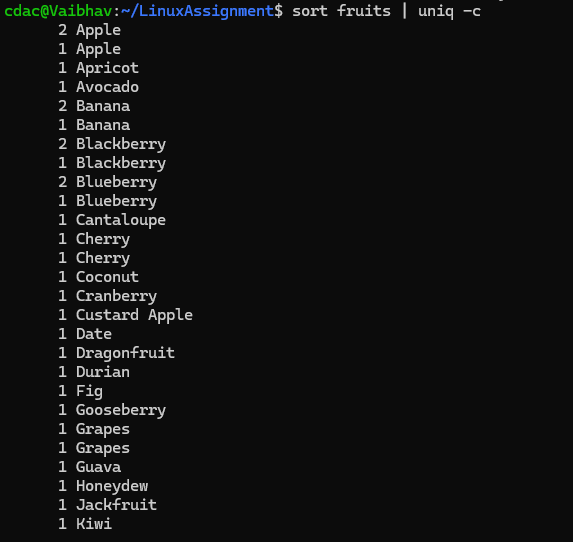 cdac@Vaibhav:~/LinuxAssignment$ sort fruits | uniq -c
2 Apple
1 Apple
1 Apricot
1 Avocado
2 Banana
1 Banana
2 Blackberry
1 Blackberry
2 Blueberry
1 Blueberry
1 Cantaloupe
1 Cherry
1 Cherry
1 Coconut
1 Cranberry
1 Custard Apple
1 Date
1 Dragonfruit
1 Durian
1 Fig
1 Gooseberry
1 Grapes
1 Grapes
1 Guava
1 Honeydew
1 Jackfruit
1 Kiwi